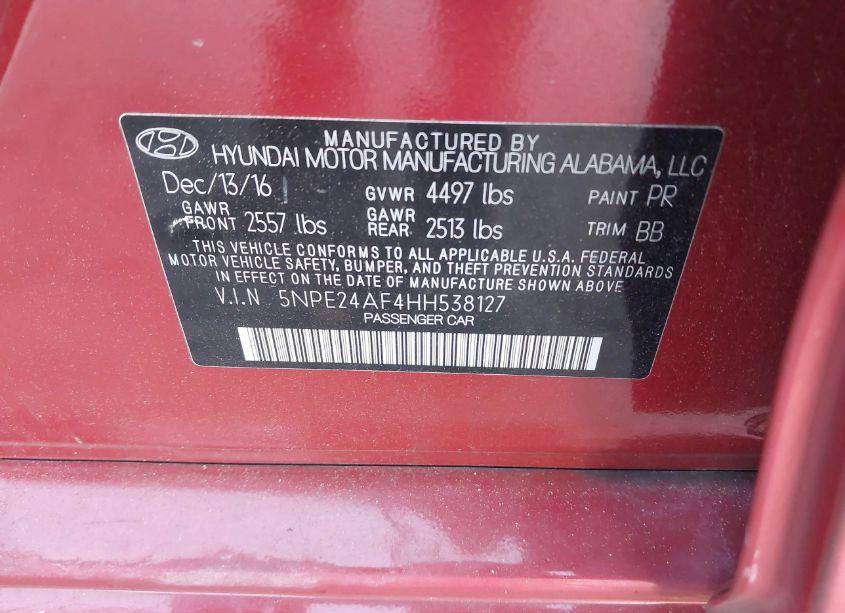 MANUFACTURED BY
HYUNDAI MOTOR MANUFACTURING ALABAMA, LLC
Dec/13/16 GVWR 4497 lbs PAINT PR
GAWR FRONT 2557 lbs GAWR REAR 2513 lbs TRIM BB
THIS VEHICLE CONFORMS TO ALL APPLICABLE U.S.A. FEDERAL
MOTOR VEHICLE SAFETY, BUMPER, AND THEFT PREVENTION STANDARDS
IN EFFECT ON THE DATE OF MANUFACTURE SHOWN ABOVE.
V.I.N 5NPE24AF4HH538127
PASSENGER CAR